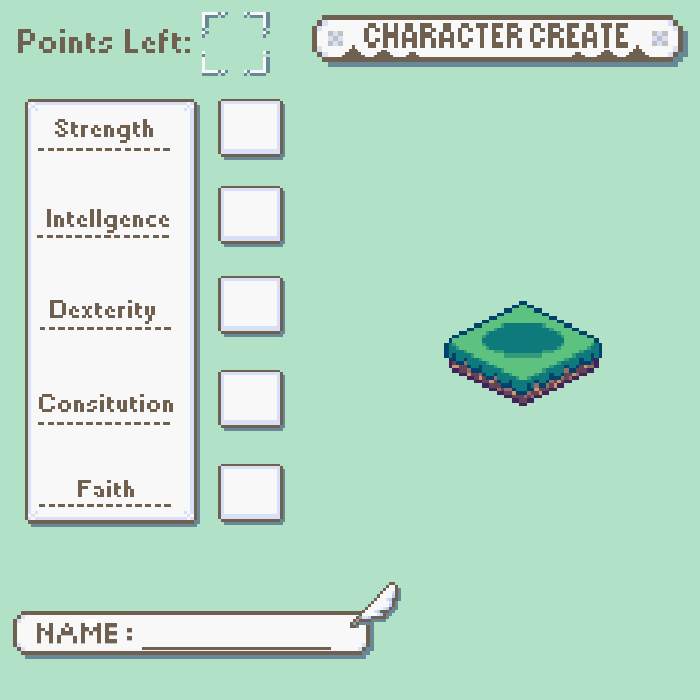 Points Left:
CHARACTER CREATE
Strength
Intellgence
Dexterity
Consitution
Faith
NAME: